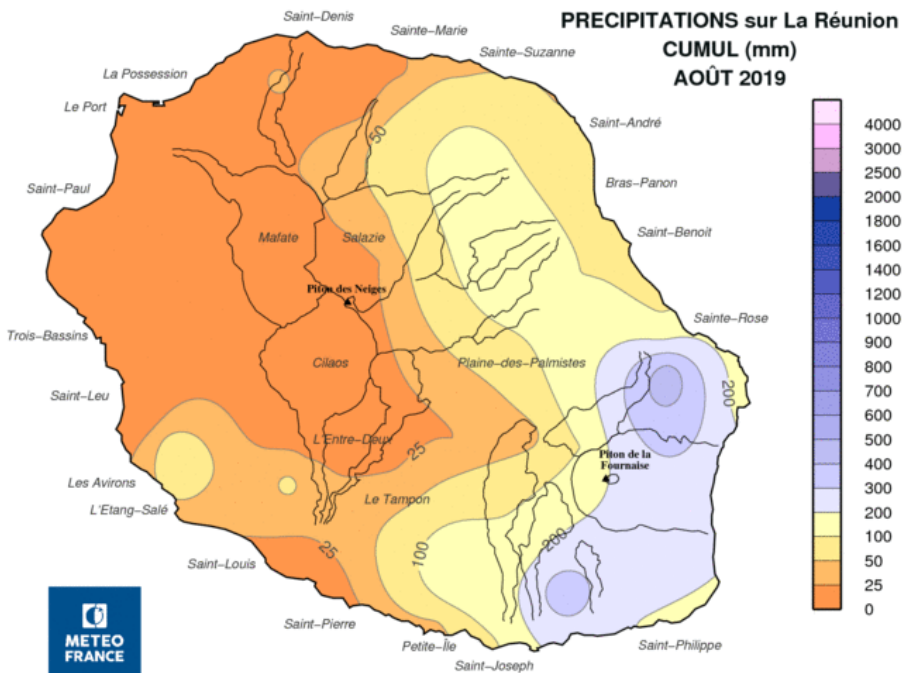 PRECIPITATIONS sur La Réunion
CUMUL (mm)
AOÛT 2019
Saint-Denis
Sainte-Marie
Sainte-Suzanne
La Possession
Le Port
Saint-André
Saint-Paul
Bras-Panon
Saint-Benoit
Mafate
Salazie
Piton des Neiges
Sainte-Rose
Trois-Bassins
Cilaos
Plaine-des-Palmistes
Saint-Leu
L'Entre-Deux
Piton de la
Fournaise
Les Avirons
L'Etang-Salé
Le Tampon
Saint-Louis
Saint-Pierre
Petite-Île
Saint-Joseph
Saint-Philippe
50
25
200
25
100
200
4000
3000
2500
2000
1800
1600
1400
1200
1000
900
800
700
600
500
400
300
200
100
50
25
0
METEO
FRANCE